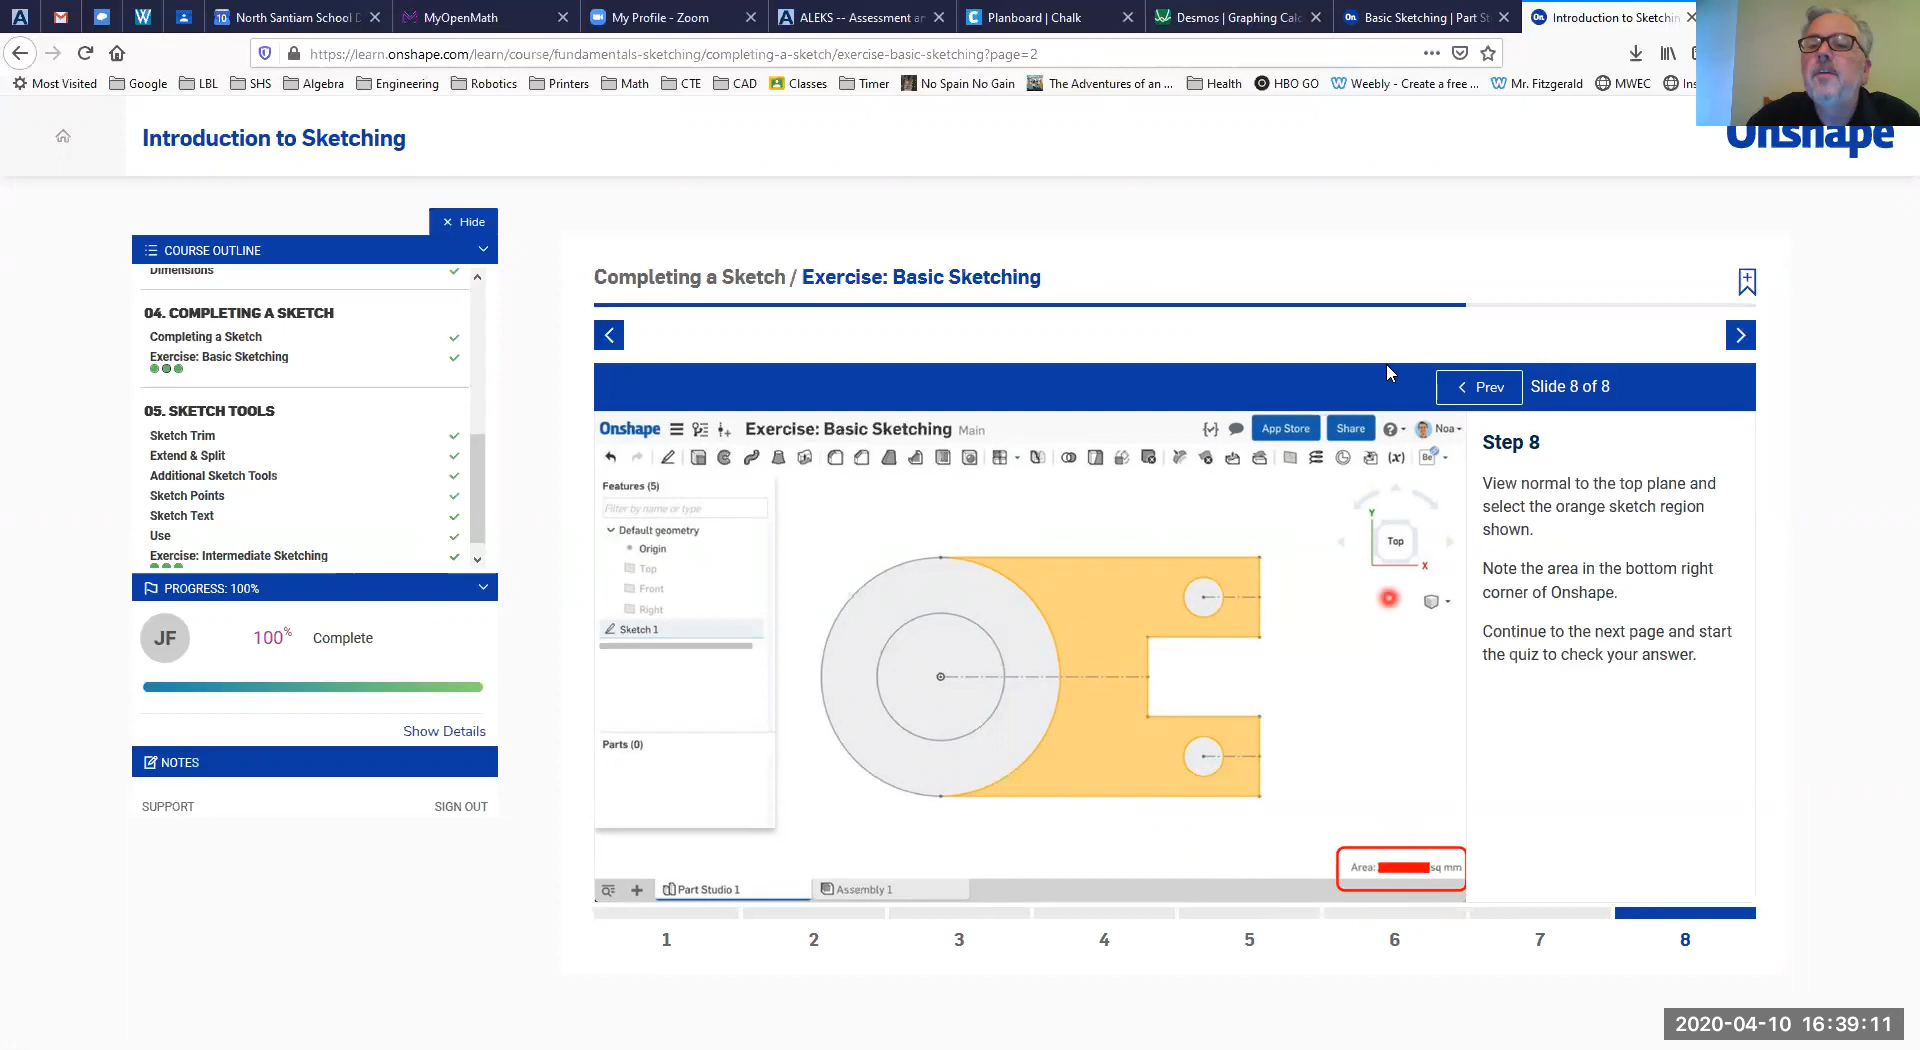 North Santiam School D
MyOpenMath
My Profile - Zoom
ALEKS -- Assessment a
Planboard | Chalk
Desmos | Graphing Calc
Basic Sketching | Part St
Introduction to Sketchin
https://learn.onshape.com/learn/course/fundamentals-sketching/completing-a-sketch/exercise-basic-sketching?page=2
Most Visited Google LBL SHS Algebra Engineering Robotics Printers Math CTE CAD Classes Timer No Spain No Gain The Adventures of an ... Health HBO GO Weebly - Create a free ... Mr. Fitzgerald MWEC Ins
Introduction to Sketching
Onshape
Hide
COURSE OUTLINE
Dimensions
04. COMPLETING A SKETCH
Completing a Sketch
Exercise: Basic Sketching
05. SKETCH TOOLS
Sketch Trim
Extend & Split
Additional Sketch Tools
Sketch Points
Sketch Text
Use
Exercise: Intermediate Sketching
PROGRESS: 100%
JF
100% Complete
Show Details
NOTES
SUPPORT SIGN OUT
Completing a Sketch / Exercise: Basic Sketching
Prev Slide 8 of 8
Onshape Exercise: Basic Sketching Main App Store Share Noa
Features (5)
Filter by name or type
Default geometry
Origin
Top
Front
Right
Sketch 1
Parts (0)
Y
Top
X
Area: sq mm
Part Studio 1 Assembly 1
Step 8
View normal to the top plane and
select the orange sketch region
shown.
Note the area in the bottom right
corner of Onshape.
Continue to the next page and start
the quiz to check your answer.
1 2 3 4 5 6 7 8
2020-04-10 16:39:11